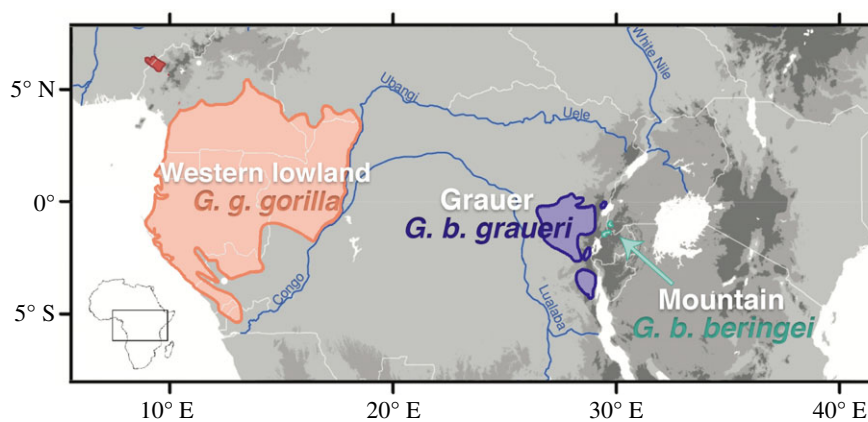 White Nile
5° N
Ubangi
Uele
Western lowland
G. g. gorilla
0°
Grauer
G. b. graueri
Congo
Lualaba
Mountain
G. b. beringei
5° S
10° E
20° E
30° E
40° E